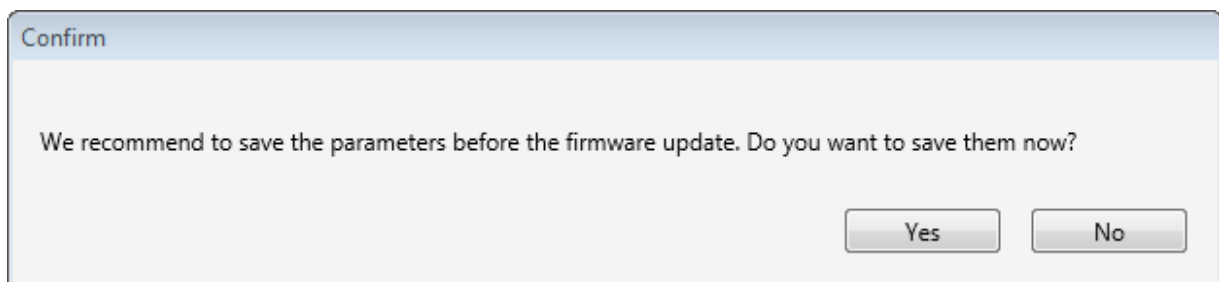 Confirm
We recommend to save the parameters before the firmware update. Do you want to save them now?
Yes No